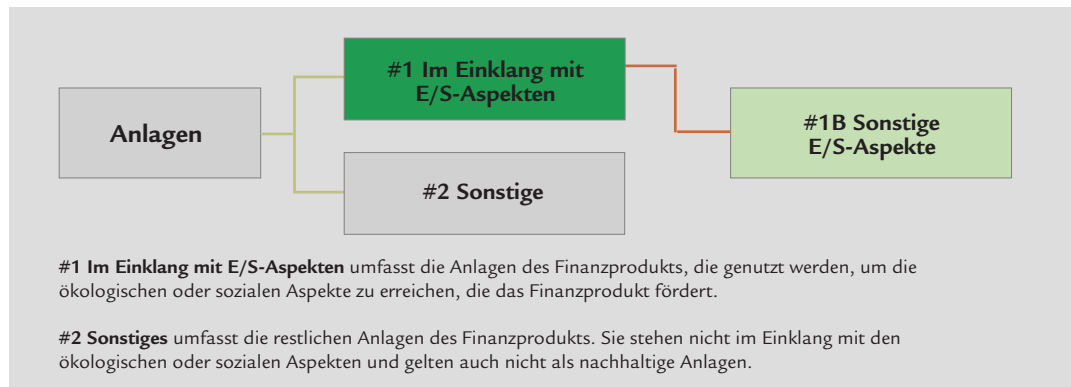 #1 Im Einklang mit
E/S-Aspekten
Anlagen
#1B Sonstige
E/S-Aspekte
#2 Sonstige
#1 Im Einklang mit E/S-Aspekten umfasst die Anlagen des Finanzprodukts, die genutzt werden, um die
ökologischen oder sozialen Aspekte zu erreichen, die das Finanzprodukt fördert.
#2 Sonstiges umfasst die restlichen Anlagen des Finanzprodukts. Sie stehen nicht im Einklang mit den
ökologischen oder sozialen Aspekten und gelten auch nicht als nachhaltige Anlagen.